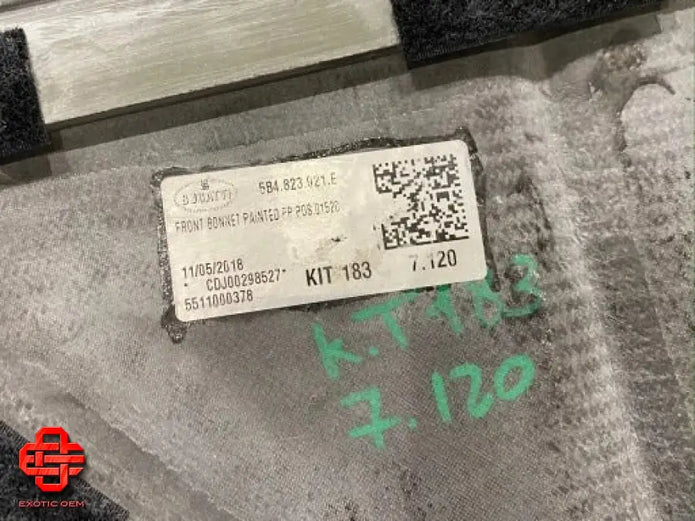 BUGATTI
5B4.823.921.E
FRONT BONNET PAINTED PP POS 01520
11/05/2018
* CDJ00298527*
KIT 183
7.120
5511000378
KIT 183
7.120
EXOTIC OEM